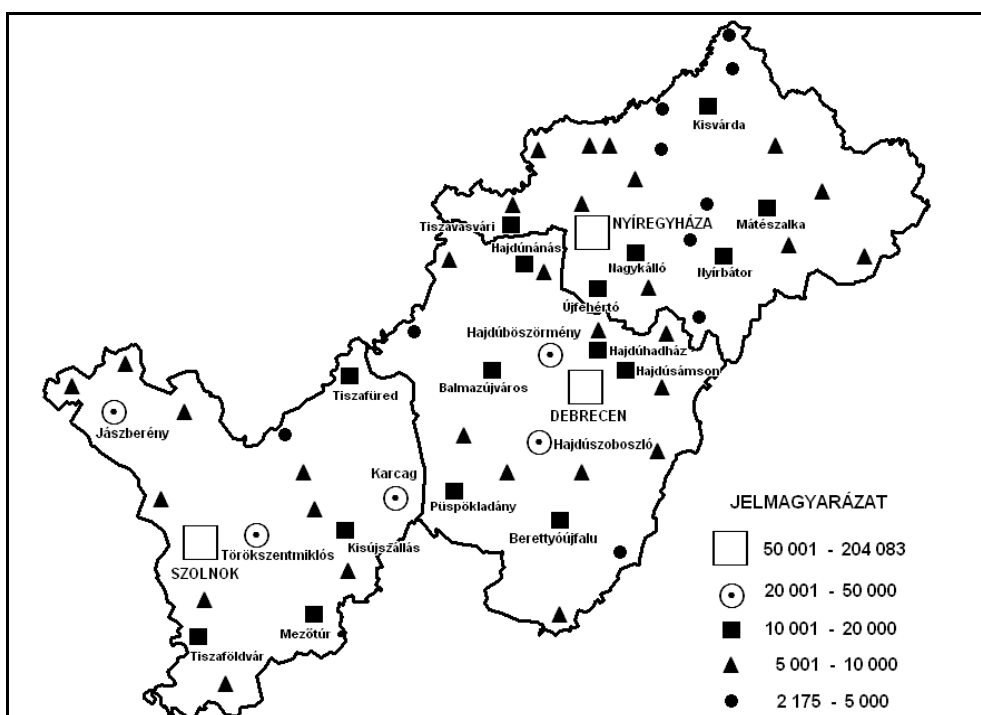 Kisvárda
Tiszavasvári
NYÍREGYHÁZA
Mátészalka
Hajdúnánás
Nagykálló
Nyírbátor
Újfehértó
Hajdúböszörmény
Hajdúhadház
Balmazújváros
Hajdúsámson
Tiszafüred
DEBRECEN
Jászberény
Hajdúszoboszló
Karcag
Püspökladány
JELMAGYARÁZAT
Berettyóújfalu
Törökszentmiklós
Kisújszállás
50 001 - 204 083
SZOLNOK
20 001 - 50 000
Mezőtúr
10 001 - 20 000
Tiszaföldvár
5 001 - 10 000
2 175 - 5 000